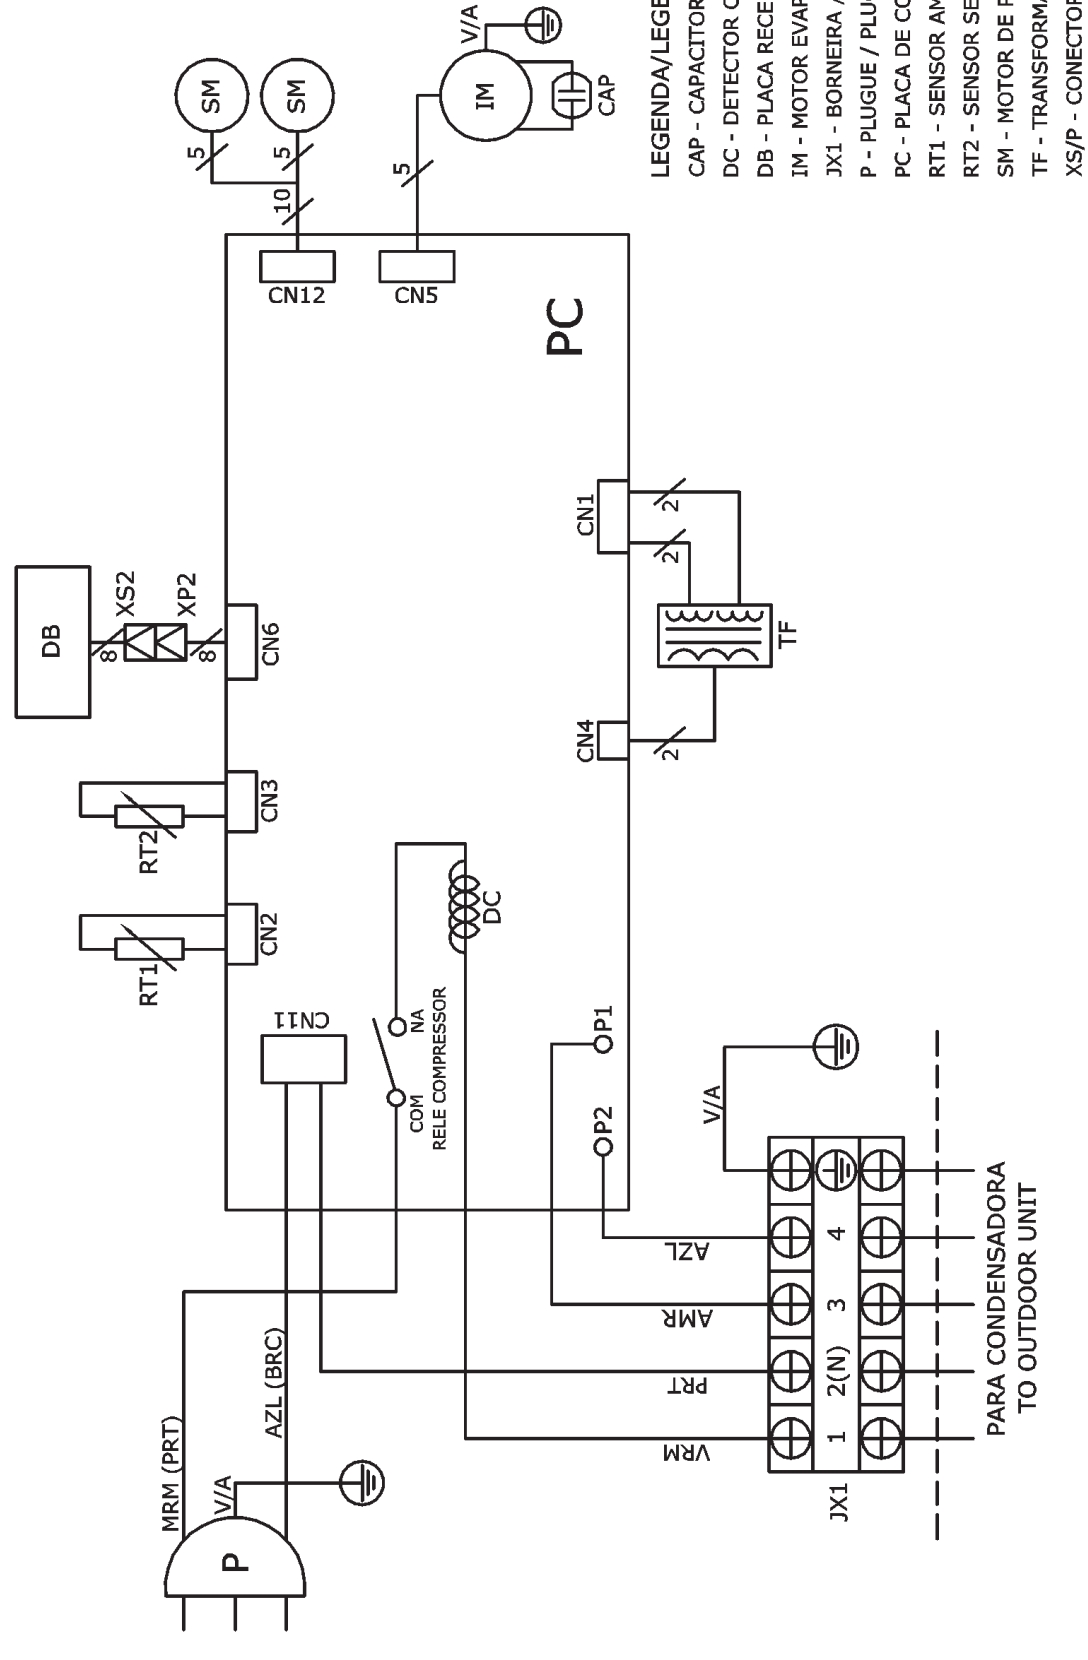 P
MRM (PRT)
V/A
AZL (BRC)
RT1
CN2
RT2
CN3
DB
8
XS2
XP2
8
CN6
SM
5
SM
5
10
CN12
IM
V/A
CAP
5
CN5
CN11
COM
NA
RELE COMPRESSOR
DC
PC
P2
P1
CN4
2
CN1
2
2
TF
VRM
PRT
AMR
AZL
V/A
JX1
1
2(N)
3
4
PARA CONDENSADORA
TO OUTDOOR UNIT
LEGENDA/LEGE
CAP - CAPACITOR
DC - DETECTOR
DB - PLACA RECE
IM - MOTOR EVAP
JX1 - BORNEIRA /
P - PLUGUE / PLU
PC - PLACA DE CO
RT1 - SENSOR AM
RT2 - SENSOR SE
SM - MOTOR DE
TF - TRANSFORMA
XS/P - CONECTOR